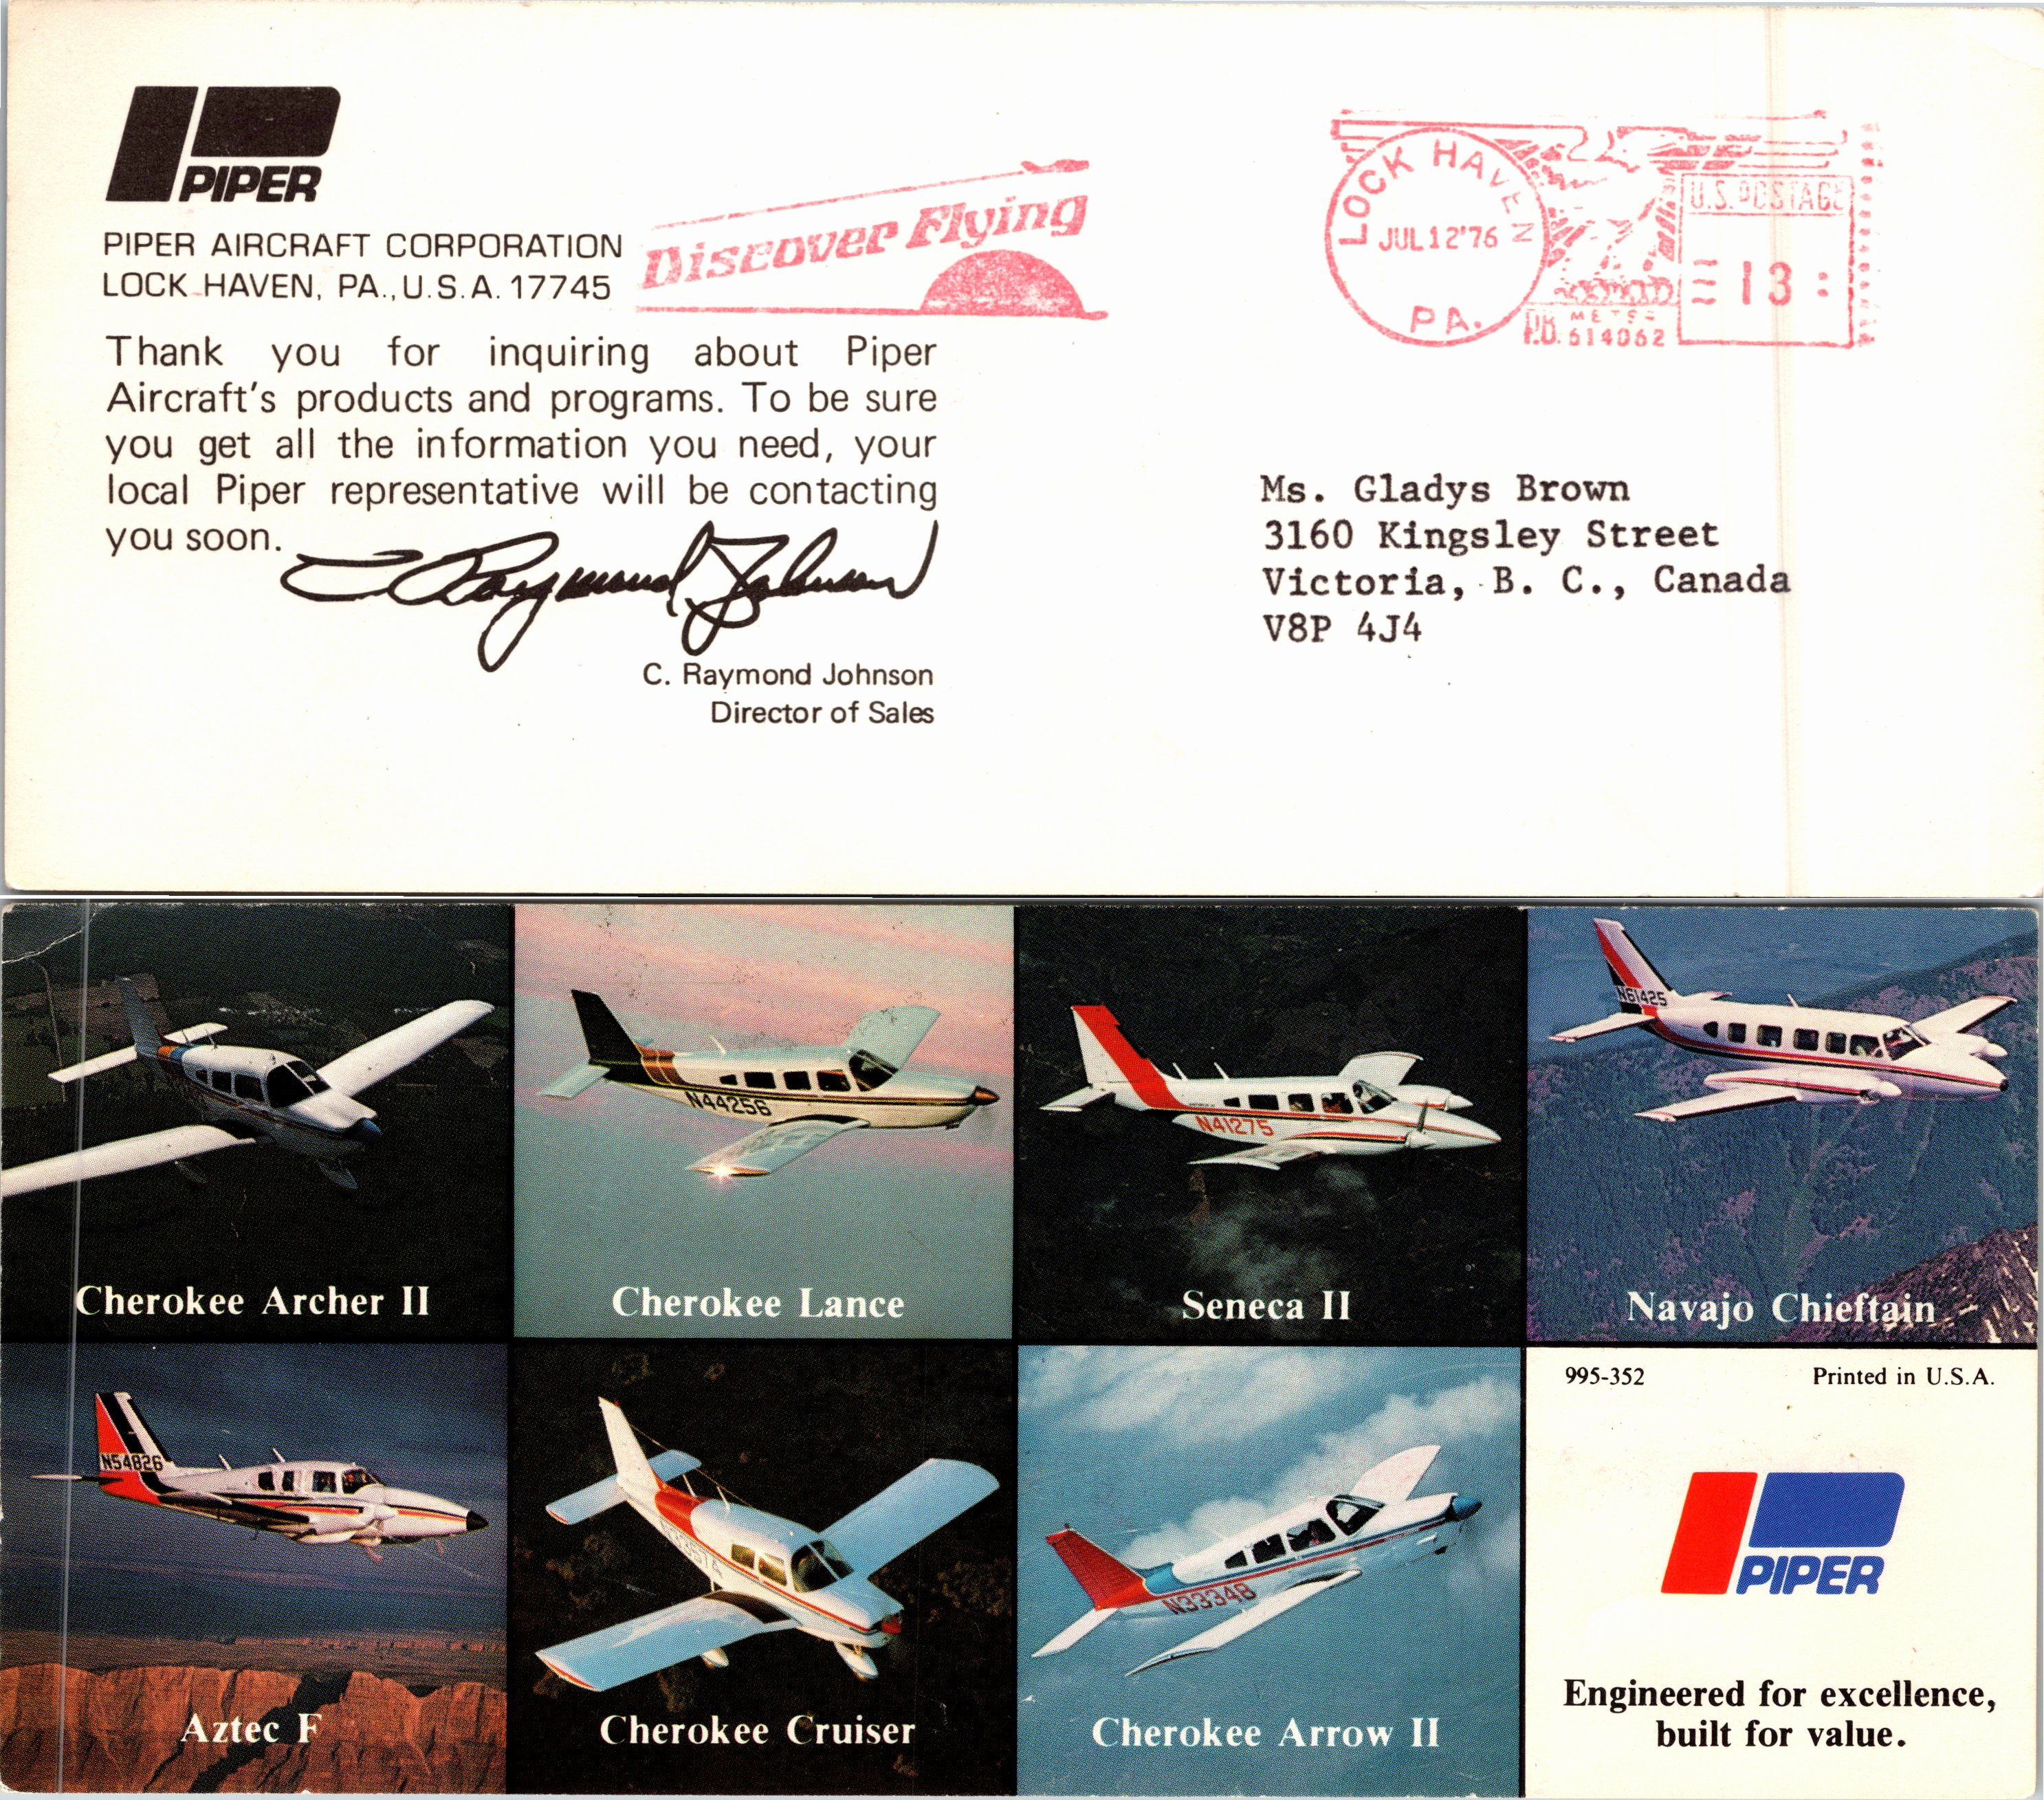 PIPER
PIPER AIRCRAFT CORPORATION
LOCK HAVEN, PA., U.S.A. 17745
Discover Flying
LOCK HAVEN
JUL 12 '76
PA.
U.S. POSTAGE
13
P.B. METER
614062
Thank you for inquiring about Piper
Aircraft's products and programs. To be sure
you get all the information you need, your
local Piper representative will be contacting
you soon.
C. Raymond Johnson
C. Raymond Johnson
Director of Sales
Ms. Gladys Brown
3160 Kingsley Street
Victoria, B. C., Canada
V8P 4J4
Cherokee Archer II
N44256
Cherokee Lance
N41275
Seneca II
N61425
Navajo Chieftain
N54826
Aztec F
Cherokee Cruiser
N33348
Cherokee Arrow II
995-352 Printed in U.S.A.
PIPER
Engineered for excellence,
built for value.